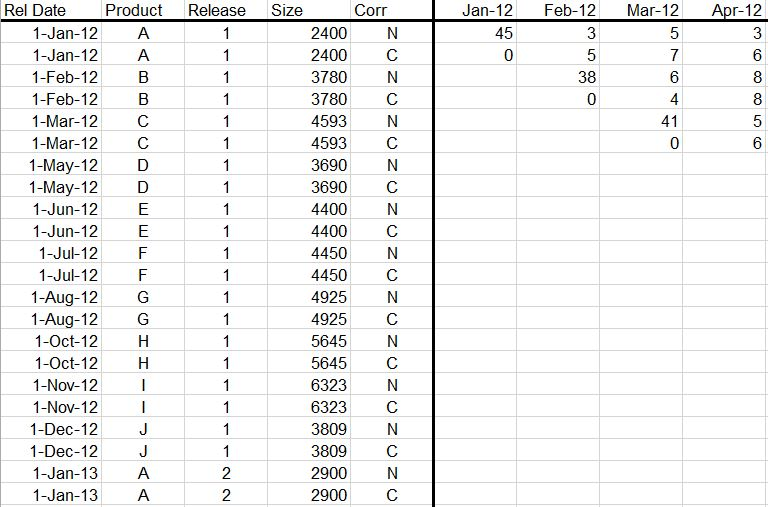 Rel Date Product Release Size Corr Jan-12 Feb-12 Mar-12 Apr-12
1-Jan-12 A 1 2400 N 45 3 5 3
1-Jan-12 A 1 2400 C 0 5 7 6
1-Feb-12 B 1 3780 N 38 6 8
1-Feb-12 B 1 3780 C 0 4 8
1-Mar-12 C 1 4593 N 41 5
1-Mar-12 C 1 4593 C 0 6
1-May-12 D 1 3690 N
1-May-12 D 1 3690 C
1-Jun-12 E 1 4400 N
1-Jun-12 E 1 4400 C
1-Jul-12 F 1 4450 N
1-Jul-12 F 1 4450 C
1-Aug-12 G 1 4925 N
1-Aug-12 G 1 4925 C
1-Oct-12 H 1 5645 N
1-Oct-12 H 1 5645 C
1-Nov-12 I 1 6323 N
1-Nov-12 I 1 6323 C
1-Dec-12 J 1 3809 N
1-Dec-12 J 1 3809 C
1-Jan-13 A 2 2900 N
1-Jan-13 A 2 2900 C